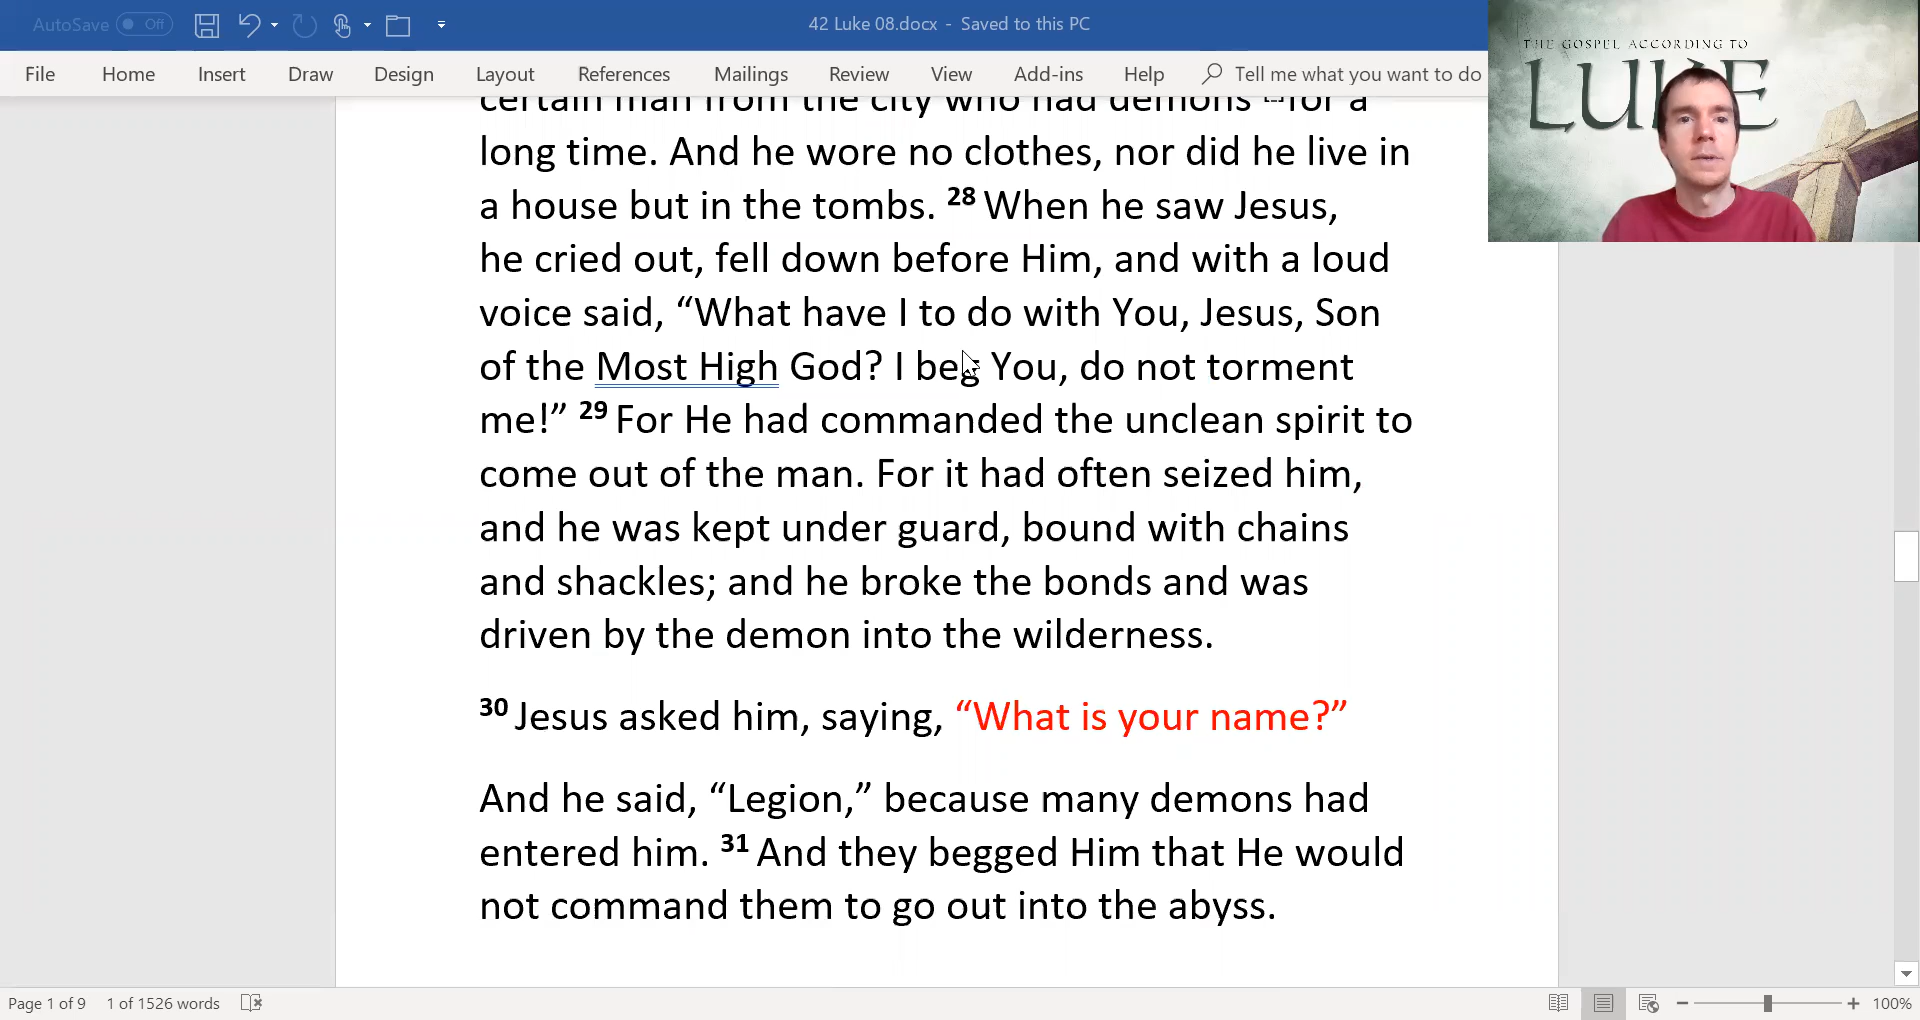 AutoSave Off
42 Luke 08.docx - Saved to this PC
File Home Insert Draw Design Layout References Mailings Review View Add-ins Help Tell me what you want to do
THE GOSPEL ACCORDING TO
LUKE
certain man from the city who had demons for a
long time. And he wore no clothes, nor did he live in
a house but in the tombs. 28 When he saw Jesus,
he cried out, fell down before Him, and with a loud
voice said, “What have I to do with You, Jesus, Son
of the Most High God? I beg You, do not torment
me!” 29 For He had commanded the unclean spirit to
come out of the man. For it had often seized him,
and he was kept under guard, bound with chains
and shackles; and he broke the bonds and was
driven by the demon into the wilderness.
30 Jesus asked him, saying, “What is your name?”
And he said, “Legion,” because many demons had
entered him. 31 And they begged Him that He would
not command them to go out into the abyss.
Page 1 of 9 1 of 1526 words
100%